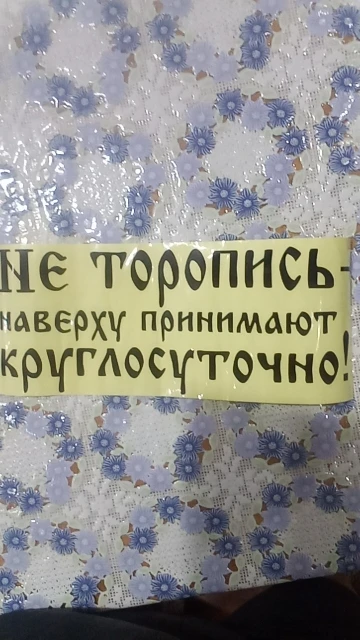 Не торопись-
наверху принимают
круглосуточно!